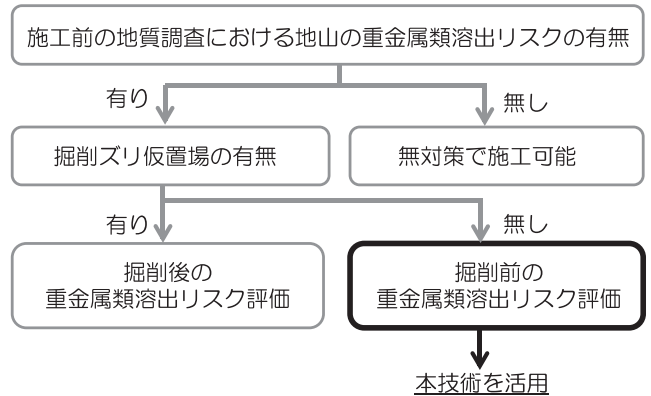 施工前の地質調査における地山の重金属類溶出リスクの有無
有り
無し
掘削ズリ仮置場の有無
無対策で施工可能
有り
無し
掘削後の
重金属類溶出リスク評価
掘削前の
重金属類溶出リスク評価
本技術を活用